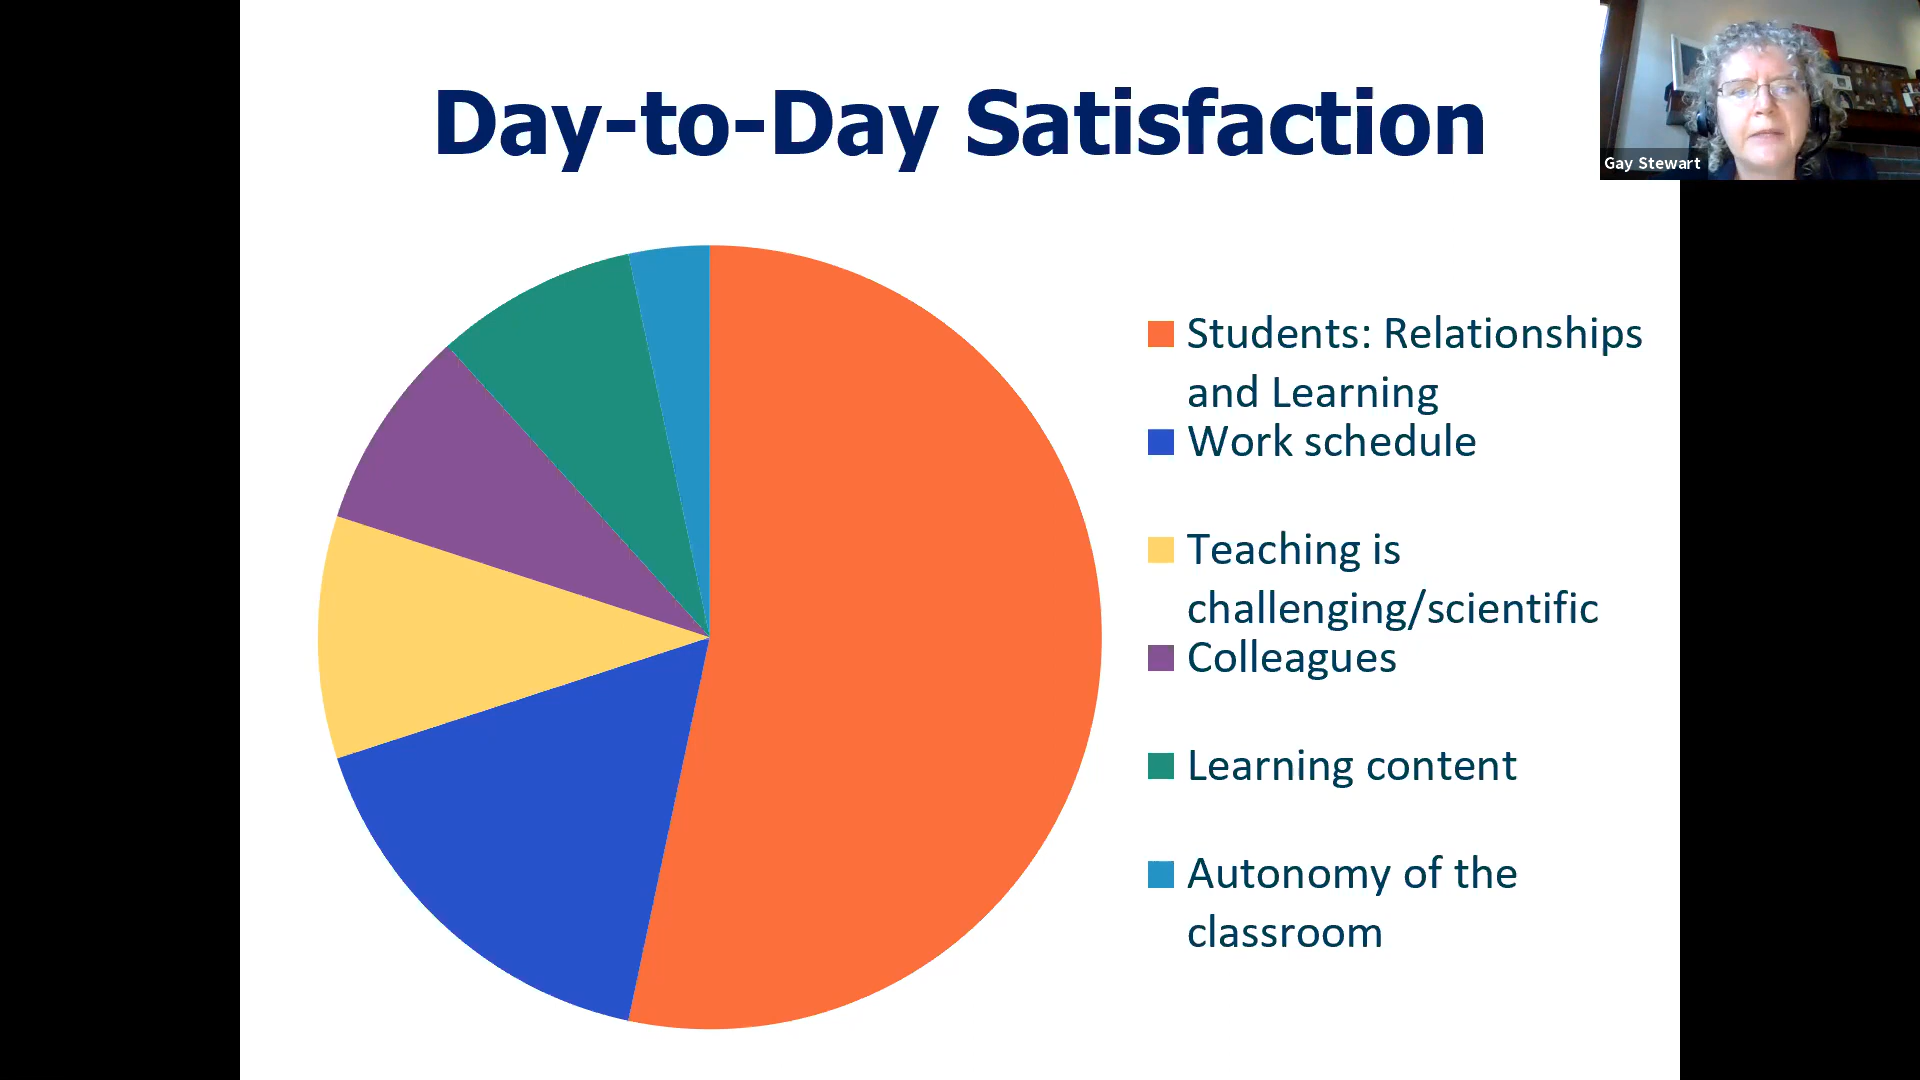 Day-to-Day Satisfaction
Gay Stewart
Students: Relationships
and Learning
Work schedule
Teaching is
challenging/scientific
Colleagues
Learning content
Autonomy of the
classroom